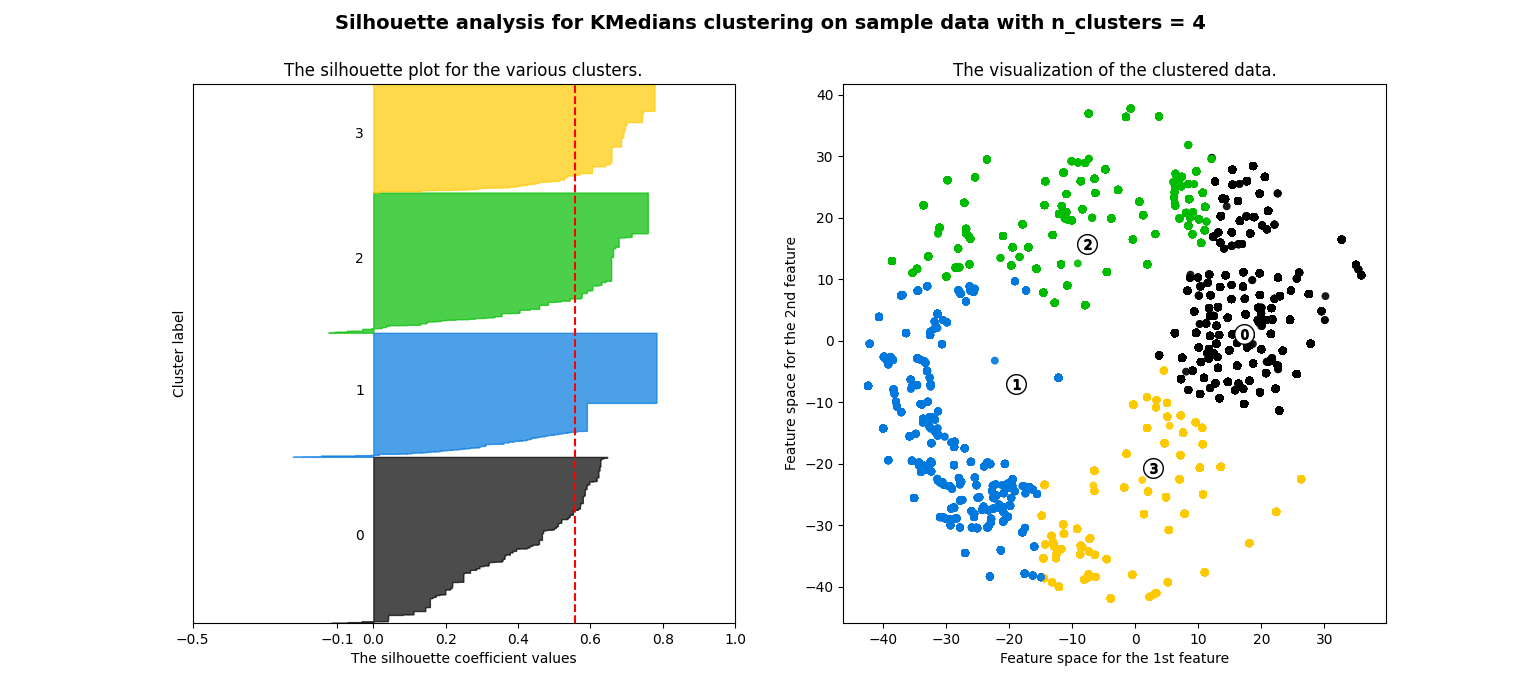 Silhouette analysis for KMedians clustering on sample data with n_clusters = 4
The silhouette plot for the various clusters.
3
2
1
0
Cluster label
−0.5 −0.1 0.0 0.2 0.4 0.6 0.8 1.0
The silhouette coefficient values
The visualization of the clustered data.
40
30
20
10
0
−10
−20
−30
−40
Feature space for the 2nd feature
2
0
1
3
−40 −30 −20 −10 0 10 20 30
Feature space for the 1st feature